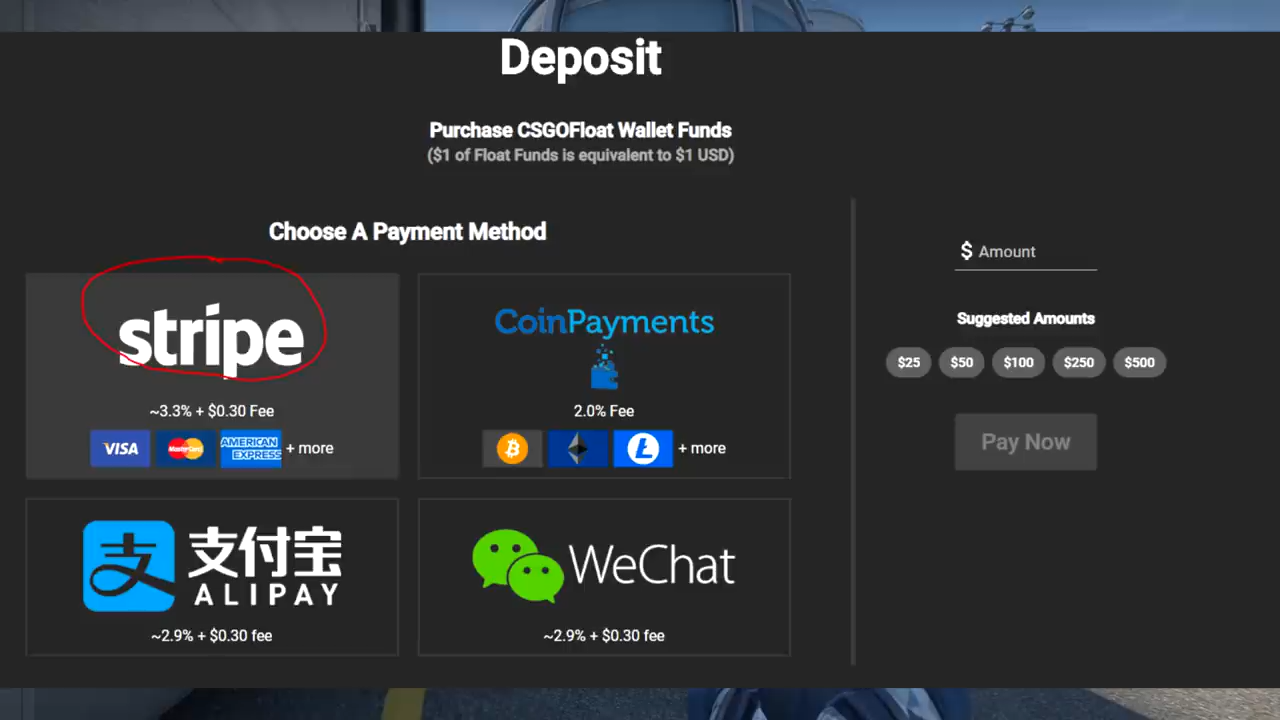 Deposit
Purchase CSGOFloat Wallet Funds
($1 of Float Funds is equivalent to $1 USD)
Choose A Payment Method
stripe
~3.3% + $0.30 Fee
VISA MasterCard AMERICAN EXPRESS + more
CoinPayments
2.0% Fee
+ more
支付宝
ALIPAY
~2.9% + $0.30 fee
WeChat
~2.9% + $0.30 fee
$ Amount
Suggested Amounts
$25 $50 $100 $250 $500
Pay Now